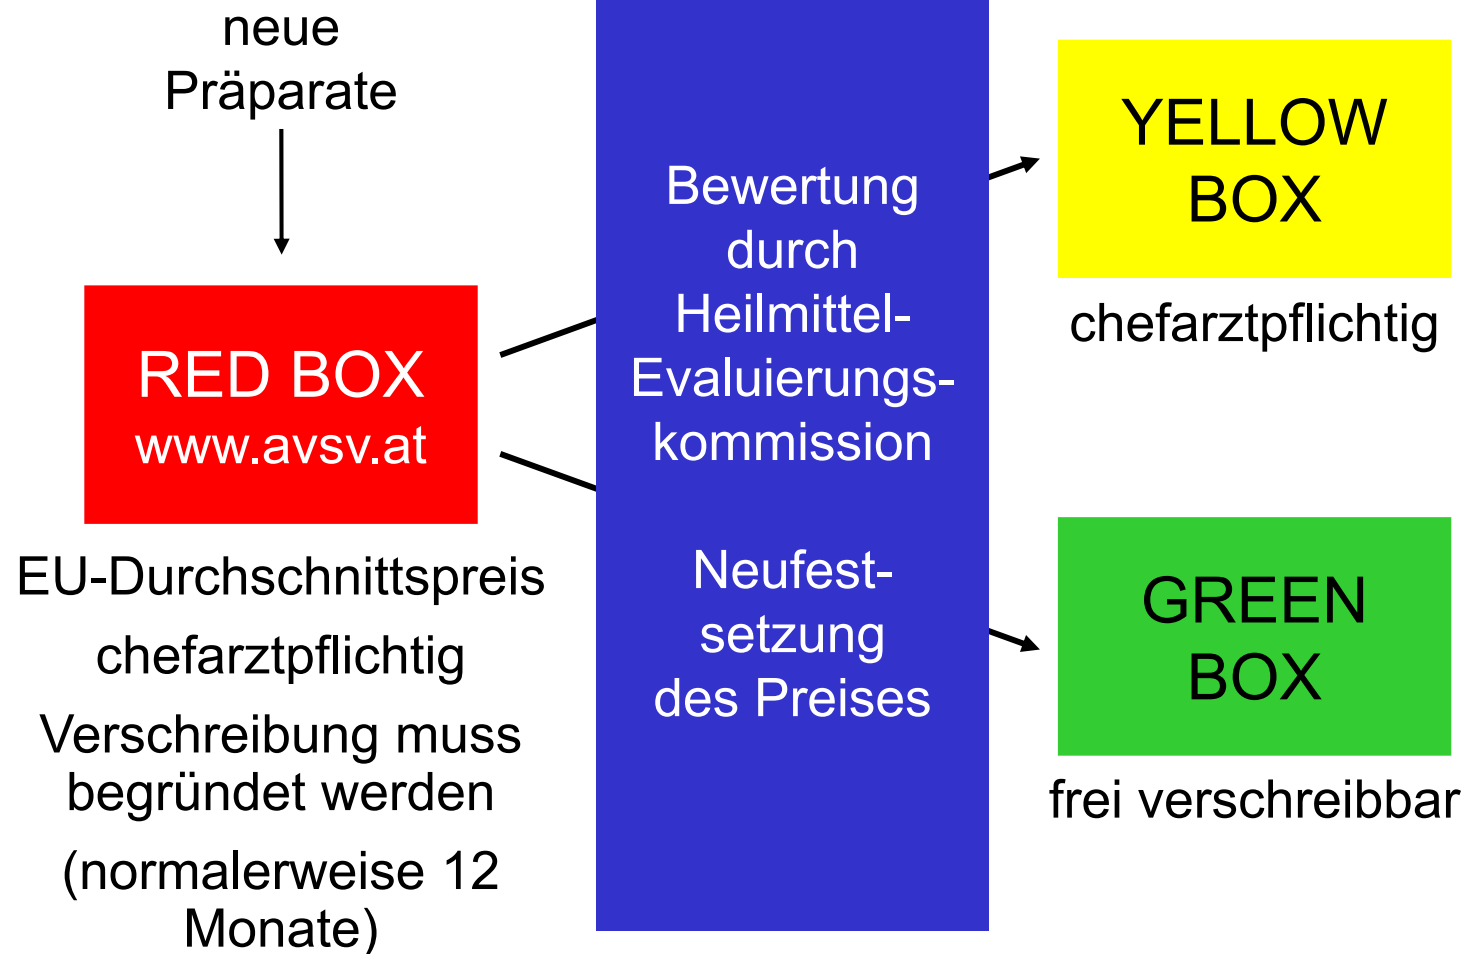 neue
Präparate
RED BOX
www.avsv.at
EU-Durchschnittspreis
chefarztpflichtig
Verschreibung muss
begründet werden
(normalerweise 12
Monate)
Bewertung
durch
Heilmittel-
Evaluierungs-
kommission
Neufest-
setzung
des Preises
YELLOW
BOX
chefarztpflichtig
GREEN
BOX
frei verschreibbar